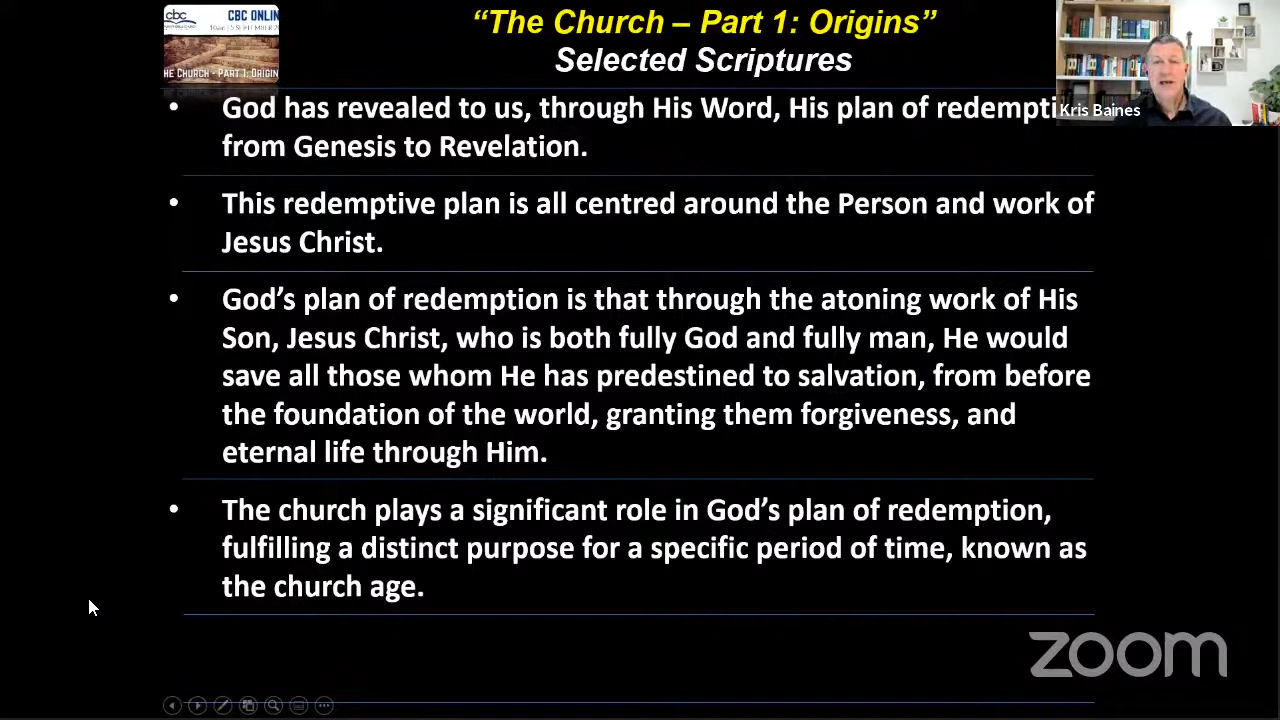 cbc
CBC ONLIN
HE CHURCH - PART 1: ORIGIN
“The Church – Part 1: Origins”
Selected Scriptures
Kris Baines
• God has revealed to us, through His Word, His plan of redempti
from Genesis to Revelation.
• This redemptive plan is all centred around the Person and work of
Jesus Christ.
• God’s plan of redemption is that through the atoning work of His
Son, Jesus Christ, who is both fully God and fully man, He would
save all those whom He has predestined to salvation, from before
the foundation of the world, granting them forgiveness, and
eternal life through Him.
• The church plays a significant role in God’s plan of redemption,
fulfilling a distinct purpose for a specific period of time, known as
the church age.
zoom